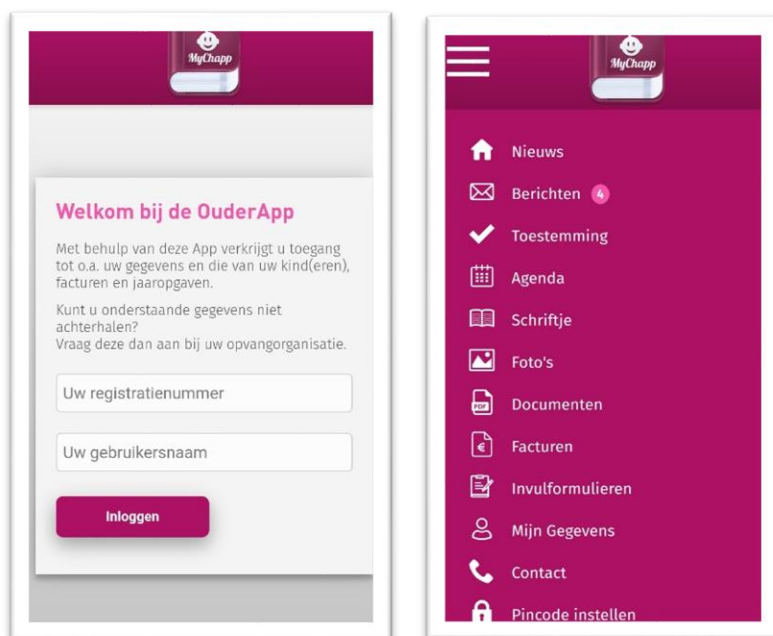 MyChapp
Welkom bij de OuderApp
Met behulp van deze App verkrijgt u toegang
tot o.a. uw gegevens en die van uw kind(eren),
facturen en jaaropgaven.
Kunt u onderstaande gegevens niet
achterhalen?
Vraag deze dan aan bij uw opvangorganisatie.
Uw registratienummer
Uw gebruikersnaam
Inloggen
MyChapp
Nieuws
Berichten 4
Toestemming
Agenda
Schriftje
Foto's
PDF Documenten
€ Facturen
Invulformulieren
Mijn Gegevens
Contact
Pincode instellen